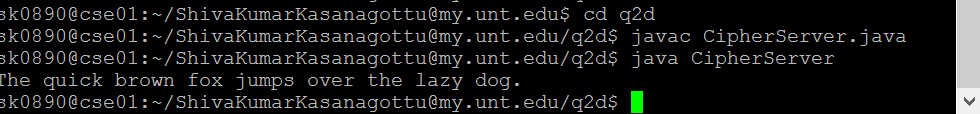 sk0890@cse01:~/ShivaKumarKasanagottu@my.unt.edu$ cd q2d
sk0890@cse01:~/ShivaKumarKasanagottu@my.unt.edu/q2d$ javac CipherServer.java
sk0890@cse01:~/ShivaKumarKasanagottu@my.unt.edu/q2d$ java CipherServer
The quick brown fox jumps over the lazy dog.
sk0890@cse01:~/ShivaKumarKasanagottu@my.unt.edu/q2d$